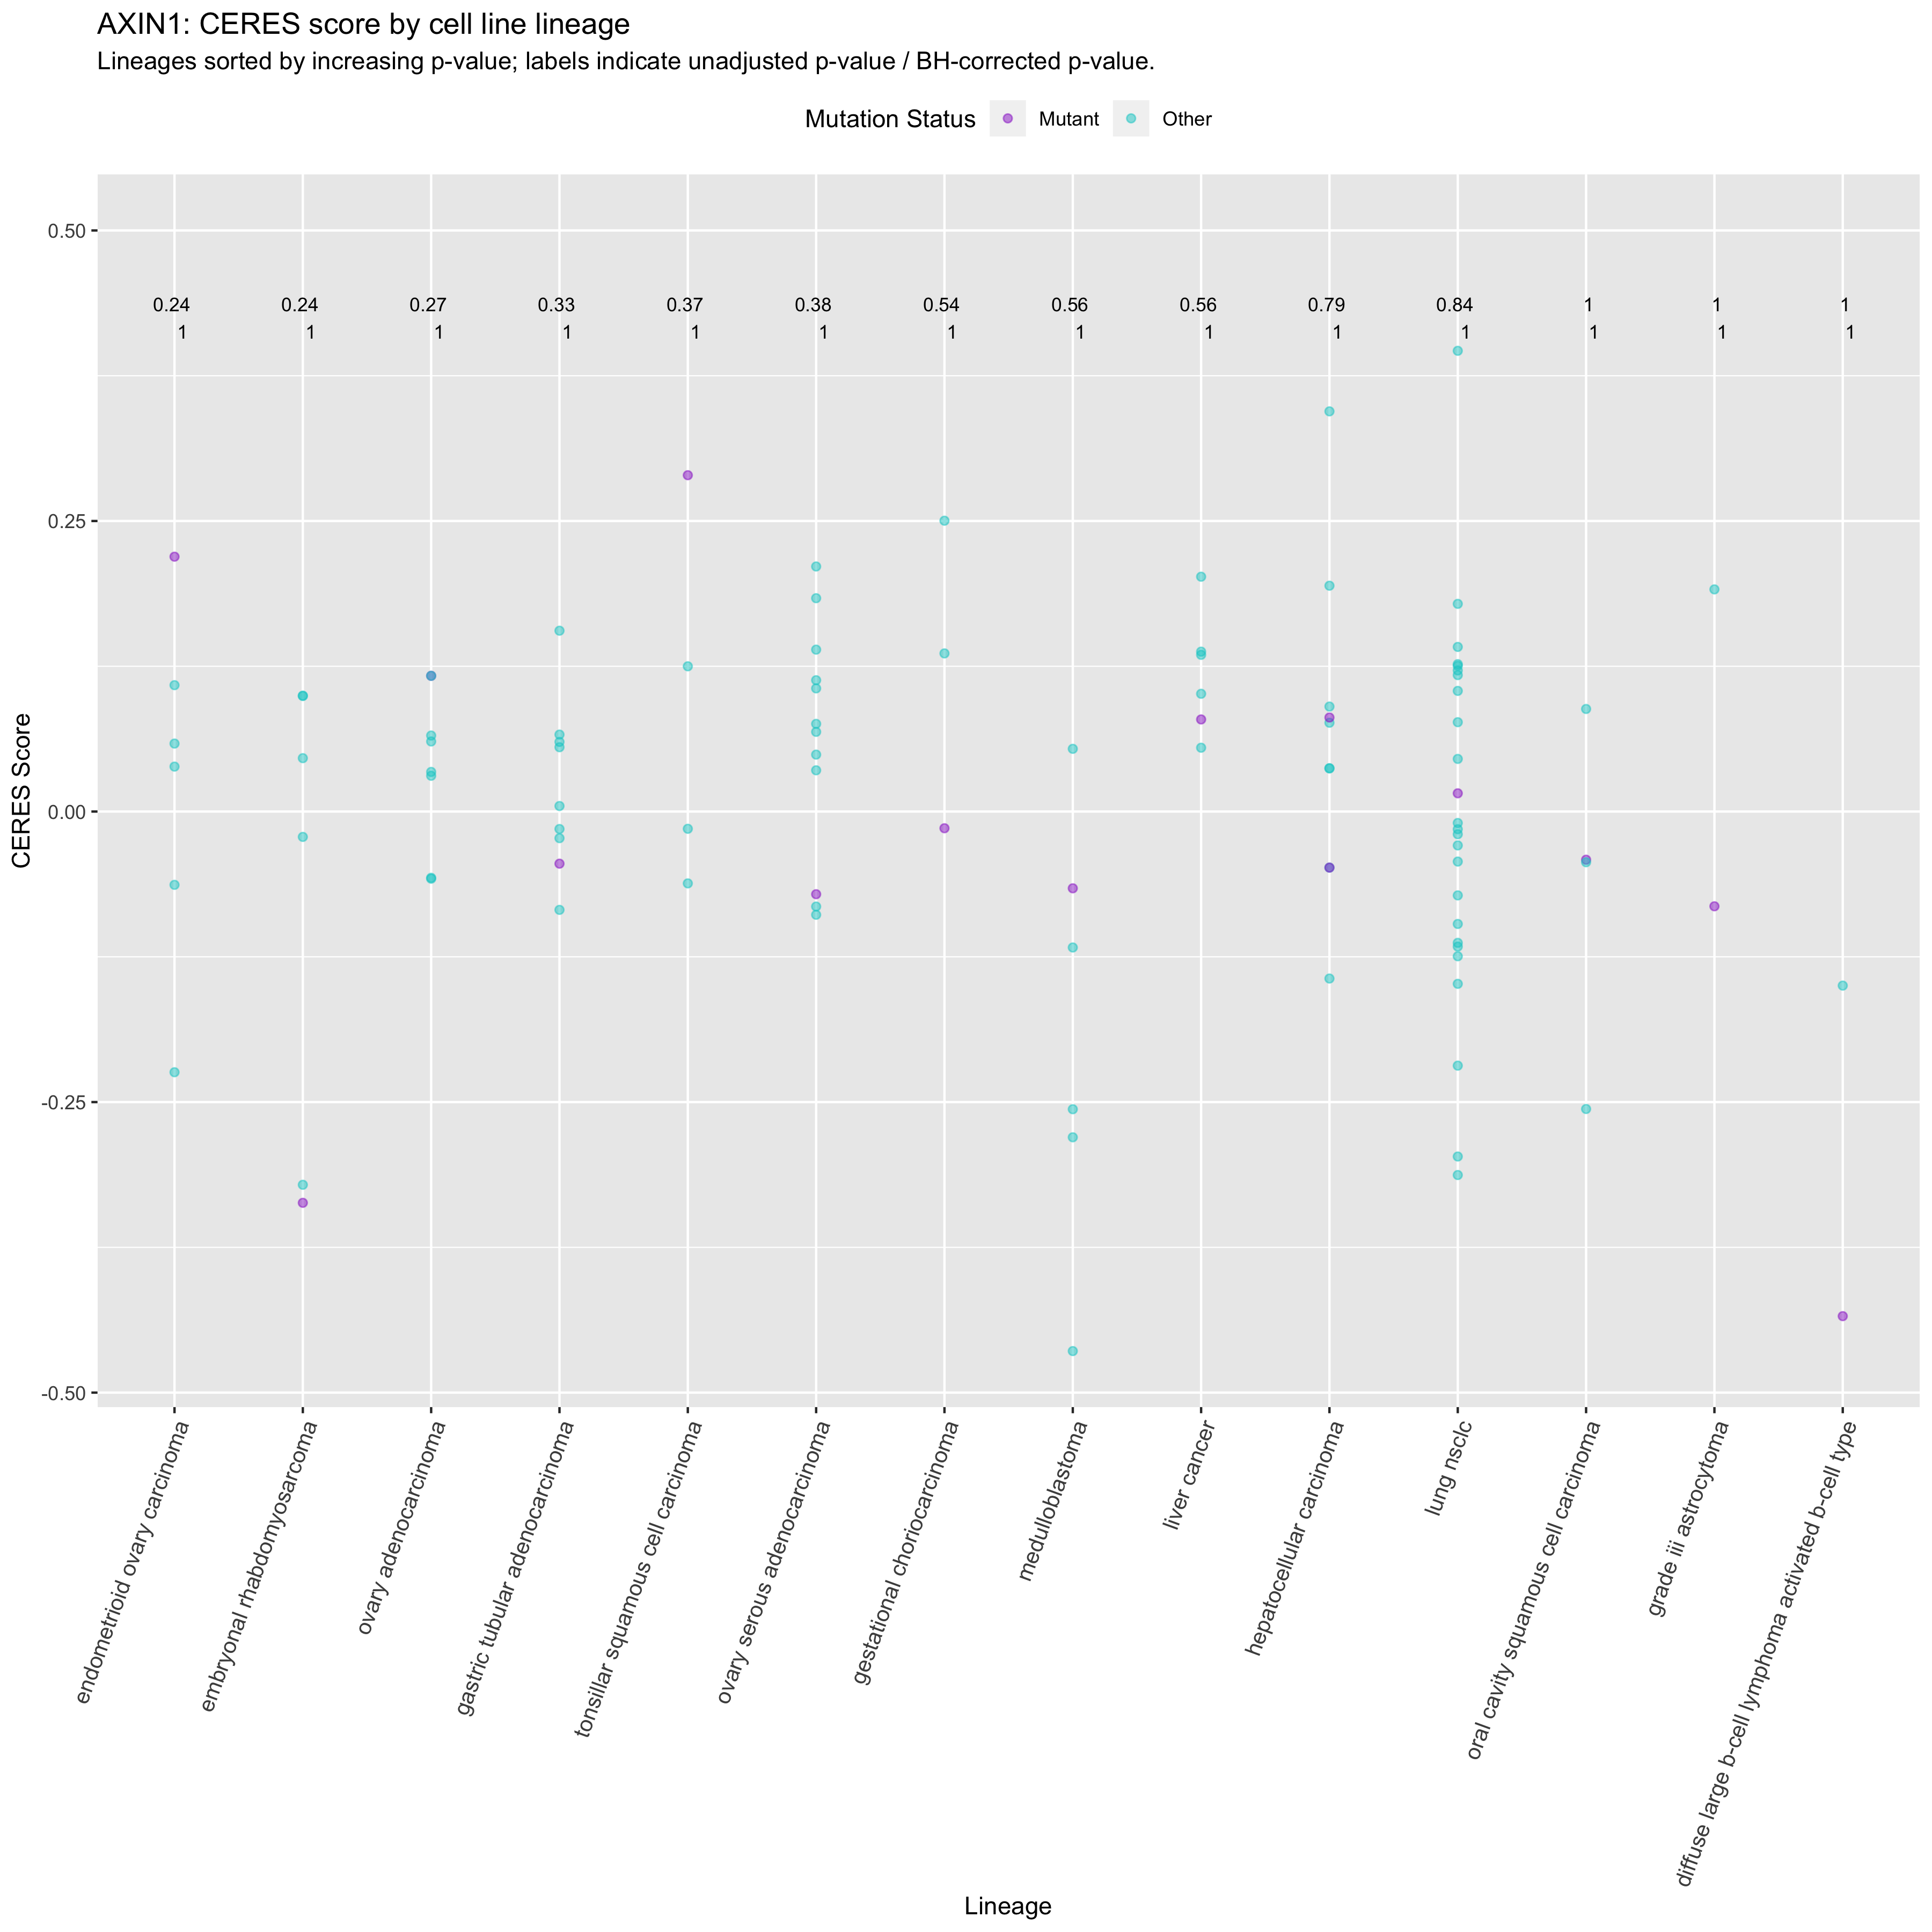 AXIN1: CERES score by cell line lineage
Lineages sorted by increasing p-value; labels indicate unadjusted p-value / BH-corrected p-value.
Mutation Status Mutant Other
0.50
0.24 0.24 0.27 0.33 0.37 0.38 0.54 0.56 0.56 0.79 0.84 1 1 1
1 1 1 1 1 1 1 1 1 1 1 1 1 1
0.25
0.00
-0.25
-0.50
CERES Score
endometrioid ovary carcinoma
embryonal rhabdomyosarcoma
ovary adenocarcinoma
gastric tubular adenocarcinoma
tonsillar squamous cell carcinoma
ovary serous adenocarcinoma
gestational choriocarcinoma
medulloblastoma
liver cancer
hepatocellular carcinoma
lung nsclc
oral cavity squamous cell carcinoma
grade iii astrocytoma
diffuse large b-cell lymphoma activated b-cell type
Lineage